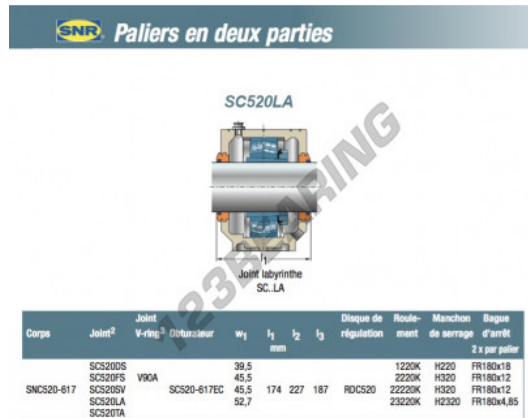 SNR Paliers en deux parties
SC520LA
123BEARING
l1
Joint labyrinthe
SC..LA
Corps Joint2 Joint V-ring3 Obturateur w1 l1 l2 l3 Disque de régulation Roule-ment Manchon de serrage Bague d'arrêt
mm 2 x par palier
SC520DS 39,5 1220K H220 FR180x18
SC520FS V90A 45,5 2220K H320 FR180x12
SNC520-617 SC520SV SC520-617EC 45,5 174 227 187 RDC520 22220K H320 FR180x12
SC520LA 52,7 23220K H2320 FR180x4,85
SC520TA